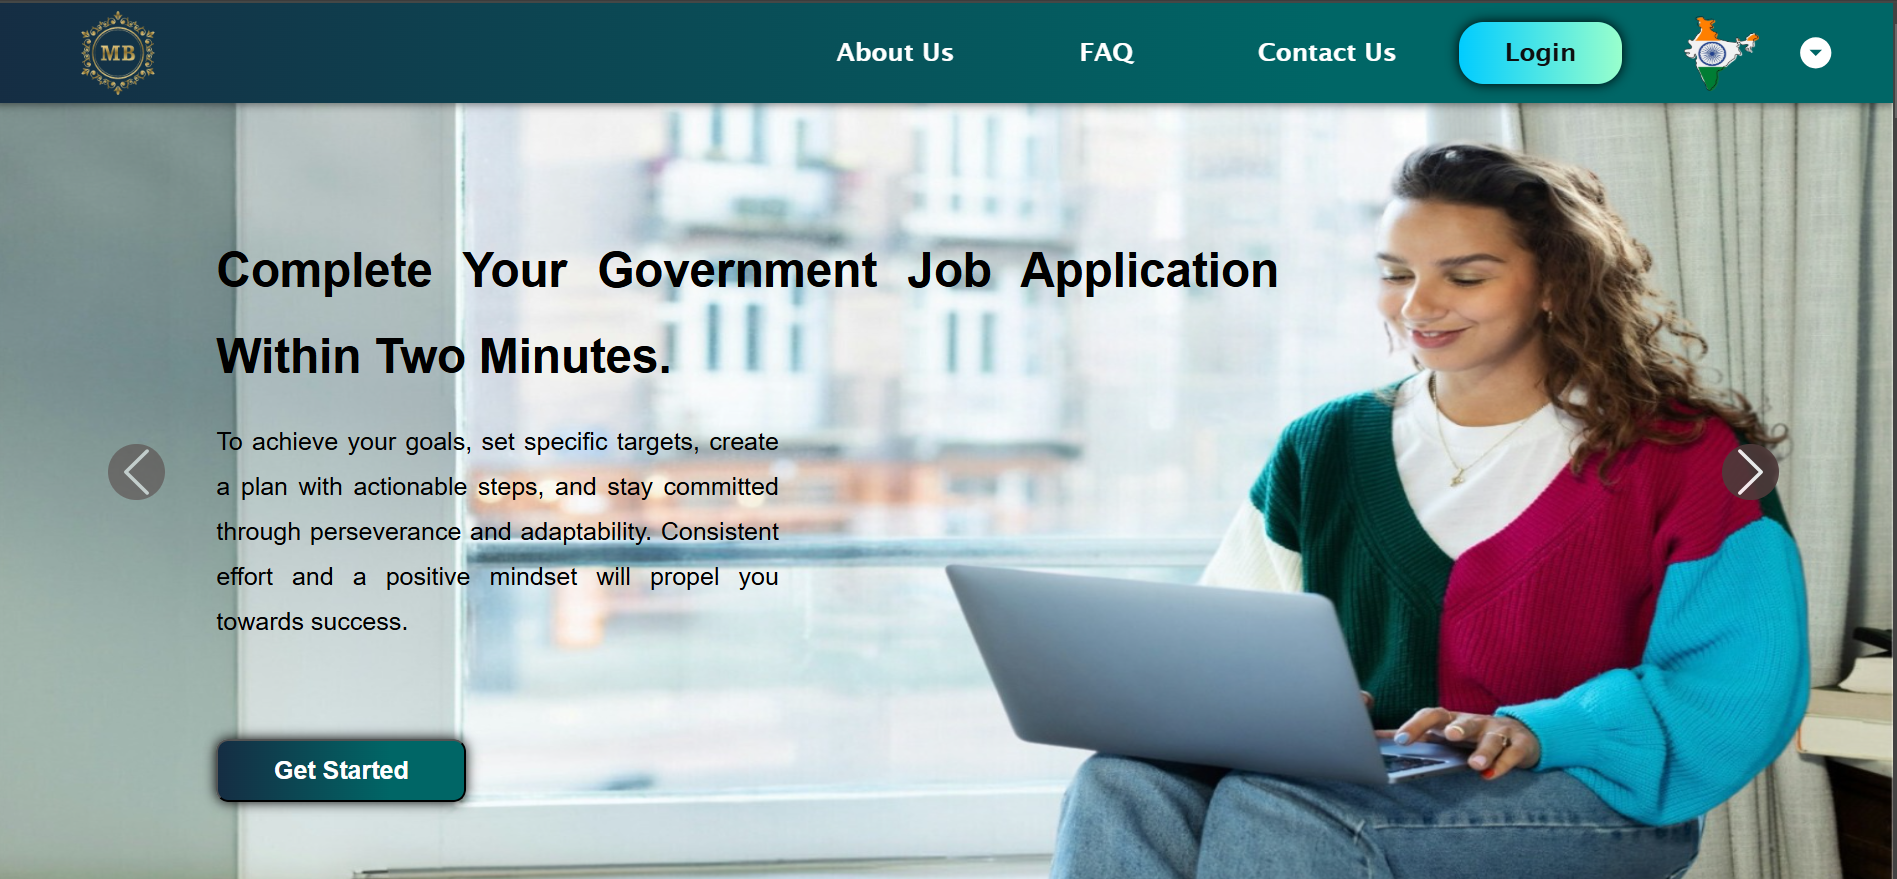 MB
About Us
FAQ
Contact Us
Login
Complete Your Government Job Application
Within Two Minutes.
To achieve your goals, set specific targets, create
a plan with actionable steps, and stay committed
through perseverance and adaptability. Consistent
effort and a positive mindset will propel you
towards success.
Get Started